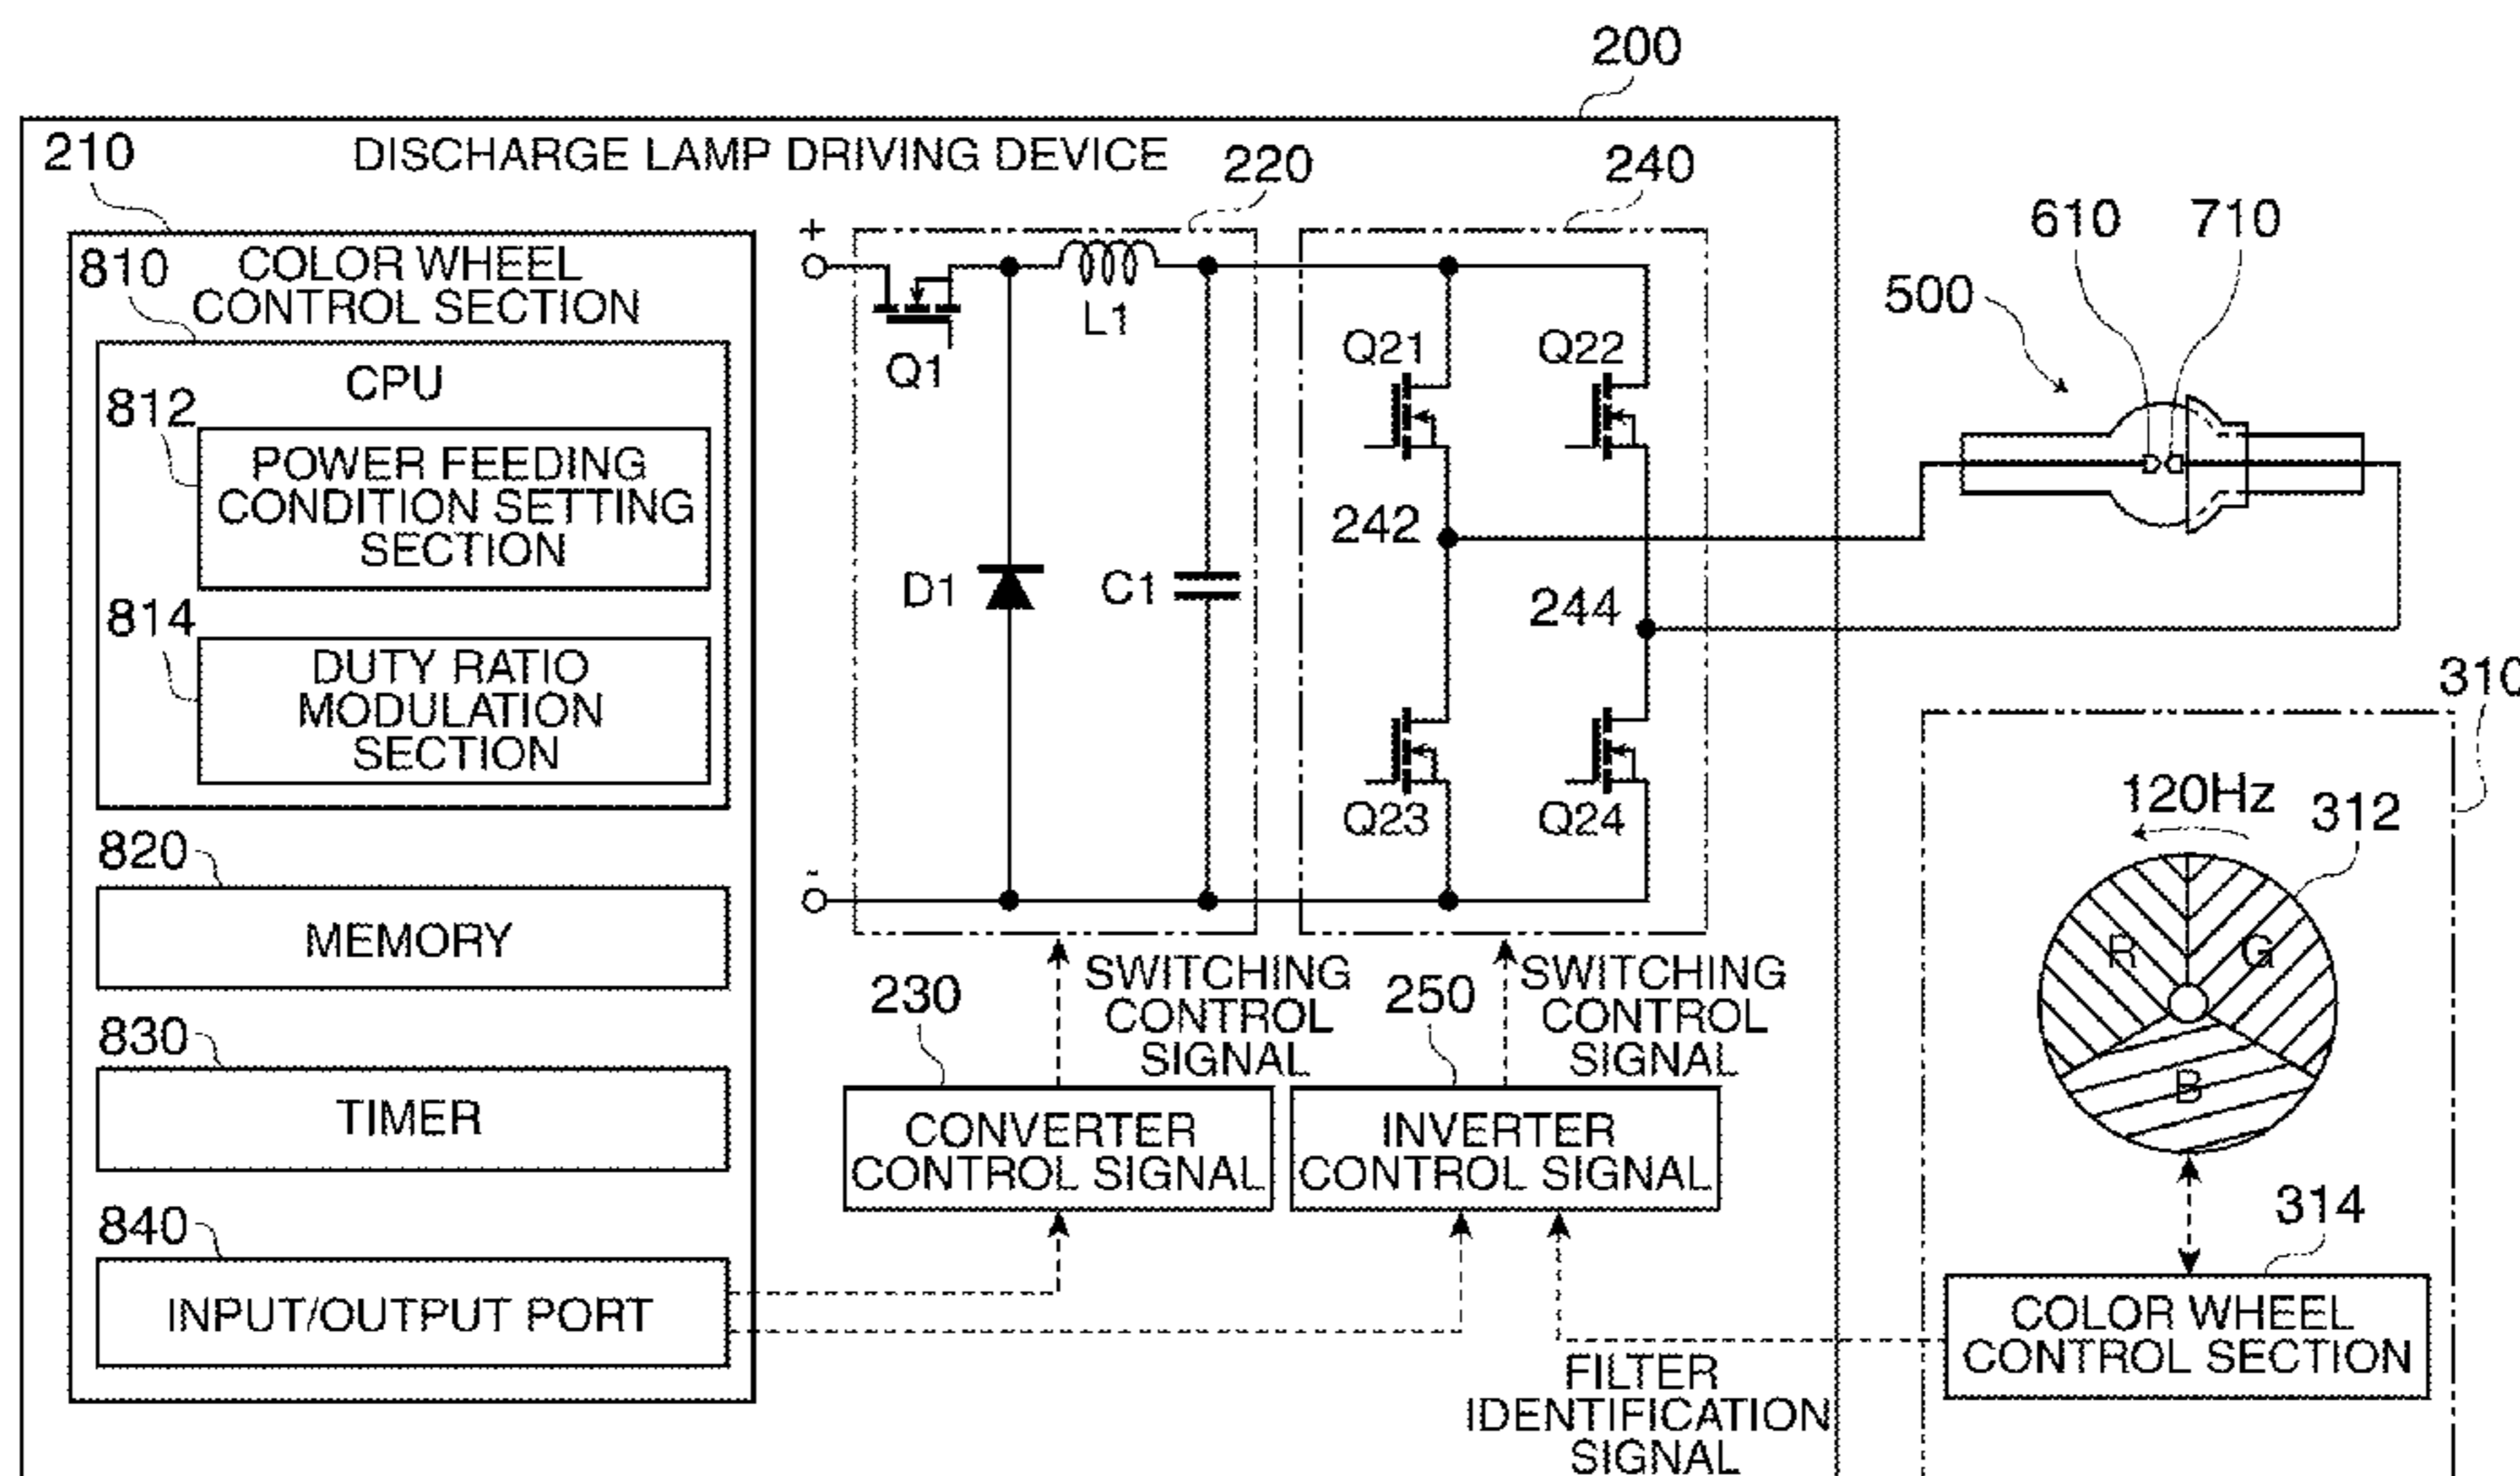 200
210
DISCHARGE LAMP DRIVING DEVICE
220
240
610
710
500
810
COLOR WHEEL
CONTROL SECTION
CPU
812
POWER FEEDING
CONDITION SETTING
SECTION
814
DUTY RATIO
MODULATION
SECTION
820
MEMORY
830
TIMER
840
INPUT/OUTPUT PORT
+
Q1
L1
D1
C1
-
Q21
Q22
242
244
Q23
Q24
230
SWITCHING
CONTROL
SIGNAL
250
SWITCHING
CONTROL
SIGNAL
CONVERTER
CONTROL SIGNAL
INVERTER
CONTROL SIGNAL
310
120Hz
312
R
G
B
314
COLOR WHEEL
CONTROL SECTION
FILTER
IDENTIFICATION
SIGNAL